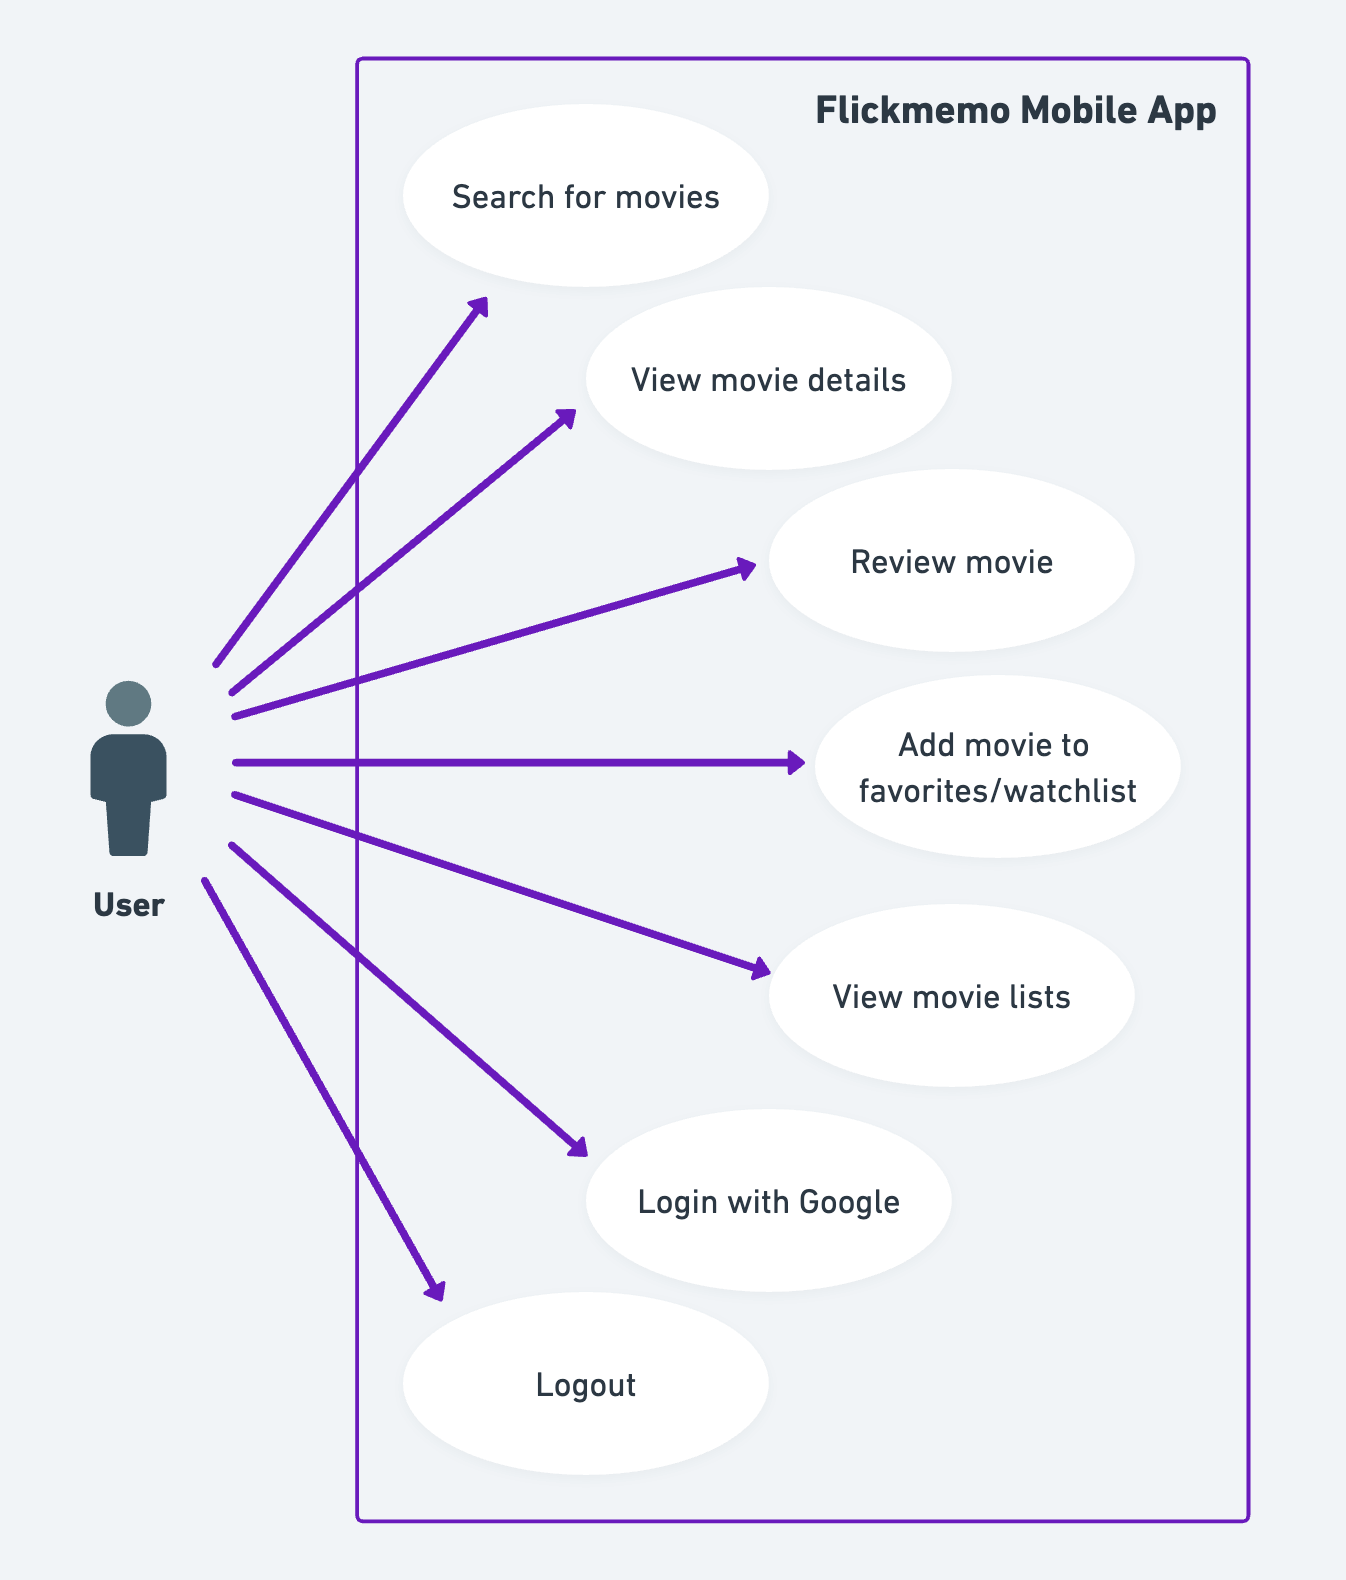 Flickmemo Mobile App
Search for movies
View movie details
Review movie
Add movie to
favorites/watchlist
User
View movie lists
Login with Google
Logout